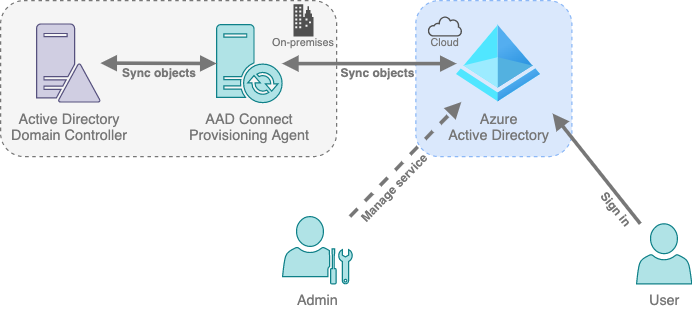 On-premises
Cloud
Sync objects
Sync objects
Active Directory
Domain Controller
AAD Connect
Provisioning Agent
Azure
Active Directory
Manage service
Sign in
Admin
User